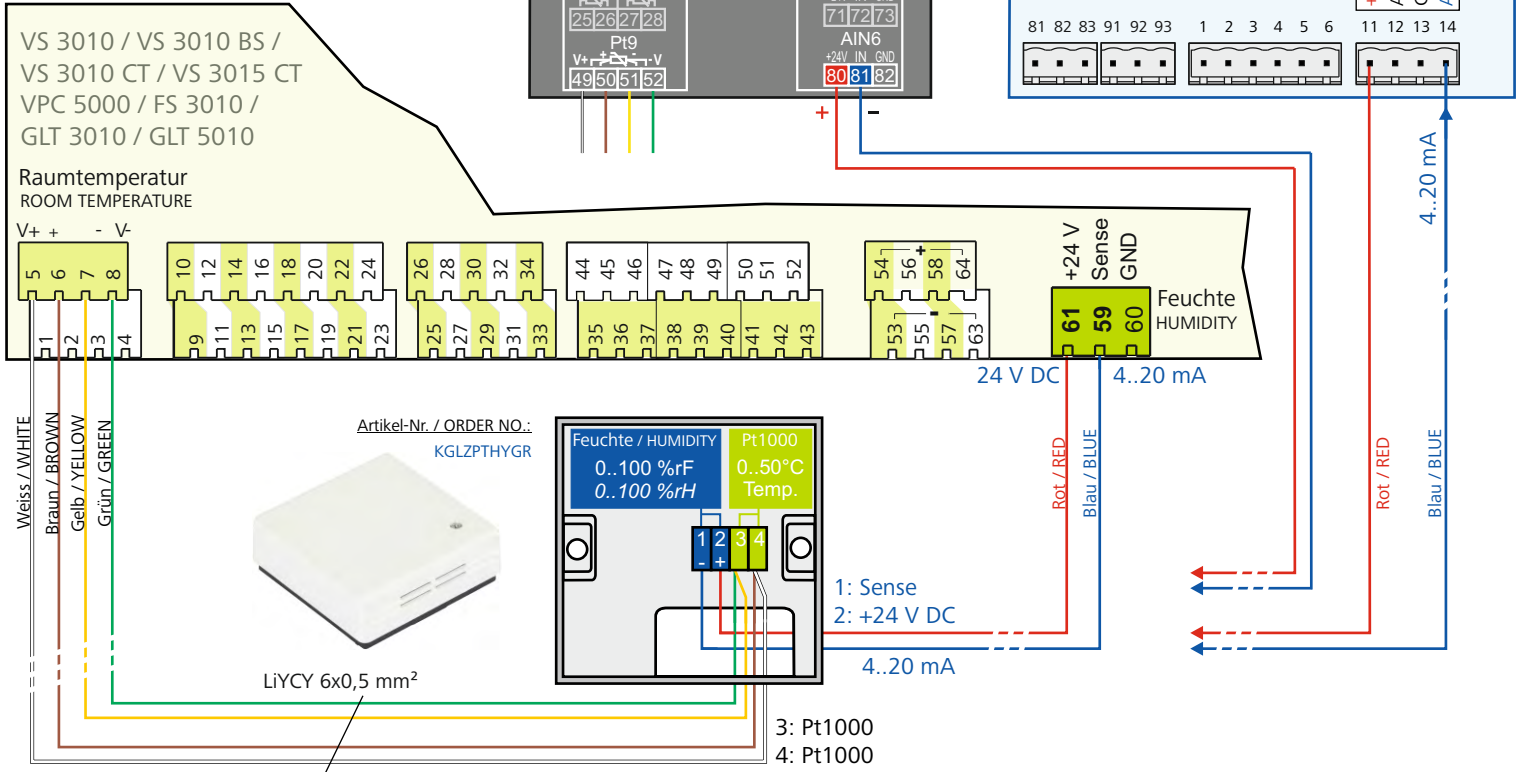 VS 3010 / VS 3010 BS /
VS 3010 CT / VS 3015 CT
VPC 5000 / FS 3010 /
GLT 3010 / GLT 5010
Raumtemperatur
ROOM TEMPERATURE
V+ + - V-
5 6 7 8
1 2 3 4
25 26 27 28
Pt9
V+ + - -V
49 50 51 52
71 72 73
AIN6
+24V IN GND
80 81 82
+ -
81 82 83 91 92 93 1 2 3 4 5 6 11 12 13 14
4..20 mA
10 12 14 16 18 20 22 24
9 11 13 15 17 19 21 23
26 28 30 32 34
25 27 29 31 33
44 45 46 47 48 49 50 51 52
35 36 37 38 39 40 41 42 43
54 56 58 64
+
-
53 55 57 63
+24 V
Sense
GND
61 59 60
Feuchte
HUMIDITY
24 V DC 4..20 mA
Weiss / WHITE
Braun / BROWN
Gelb / YELLOW
Grün / GREEN
Artikel-Nr. / ORDER NO.:
KGLZPTHYGR
Feuchte / HUMIDITY
0..100 %rF
0..100 %rH
Pt1000
0..50°C
Temp.
1 2 3 4
- +
Rot / RED
Blau / BLUE
Rot / RED
Blau / BLUE
1: Sense
2: +24 V DC
4..20 mA
LiYCY 6x0,5 mm²
3: Pt1000
4: Pt1000